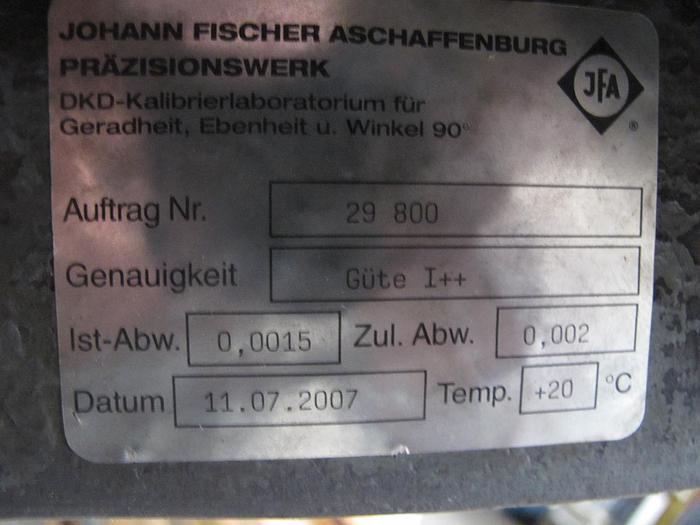 JOHANN FISCHER ASCHAFFENBURG
PRÄZISIONSWERK
JFA
®
DKD-Kalibrierlaboratorium für
Geradheit, Ebenheit u. Winkel 90°
Auftrag Nr. 29 800
Genauigkeit Güte I++
Ist-Abw. 0,0015 Zul. Abw. 0,002
Datum 11.07.2007 Temp. +20 °C